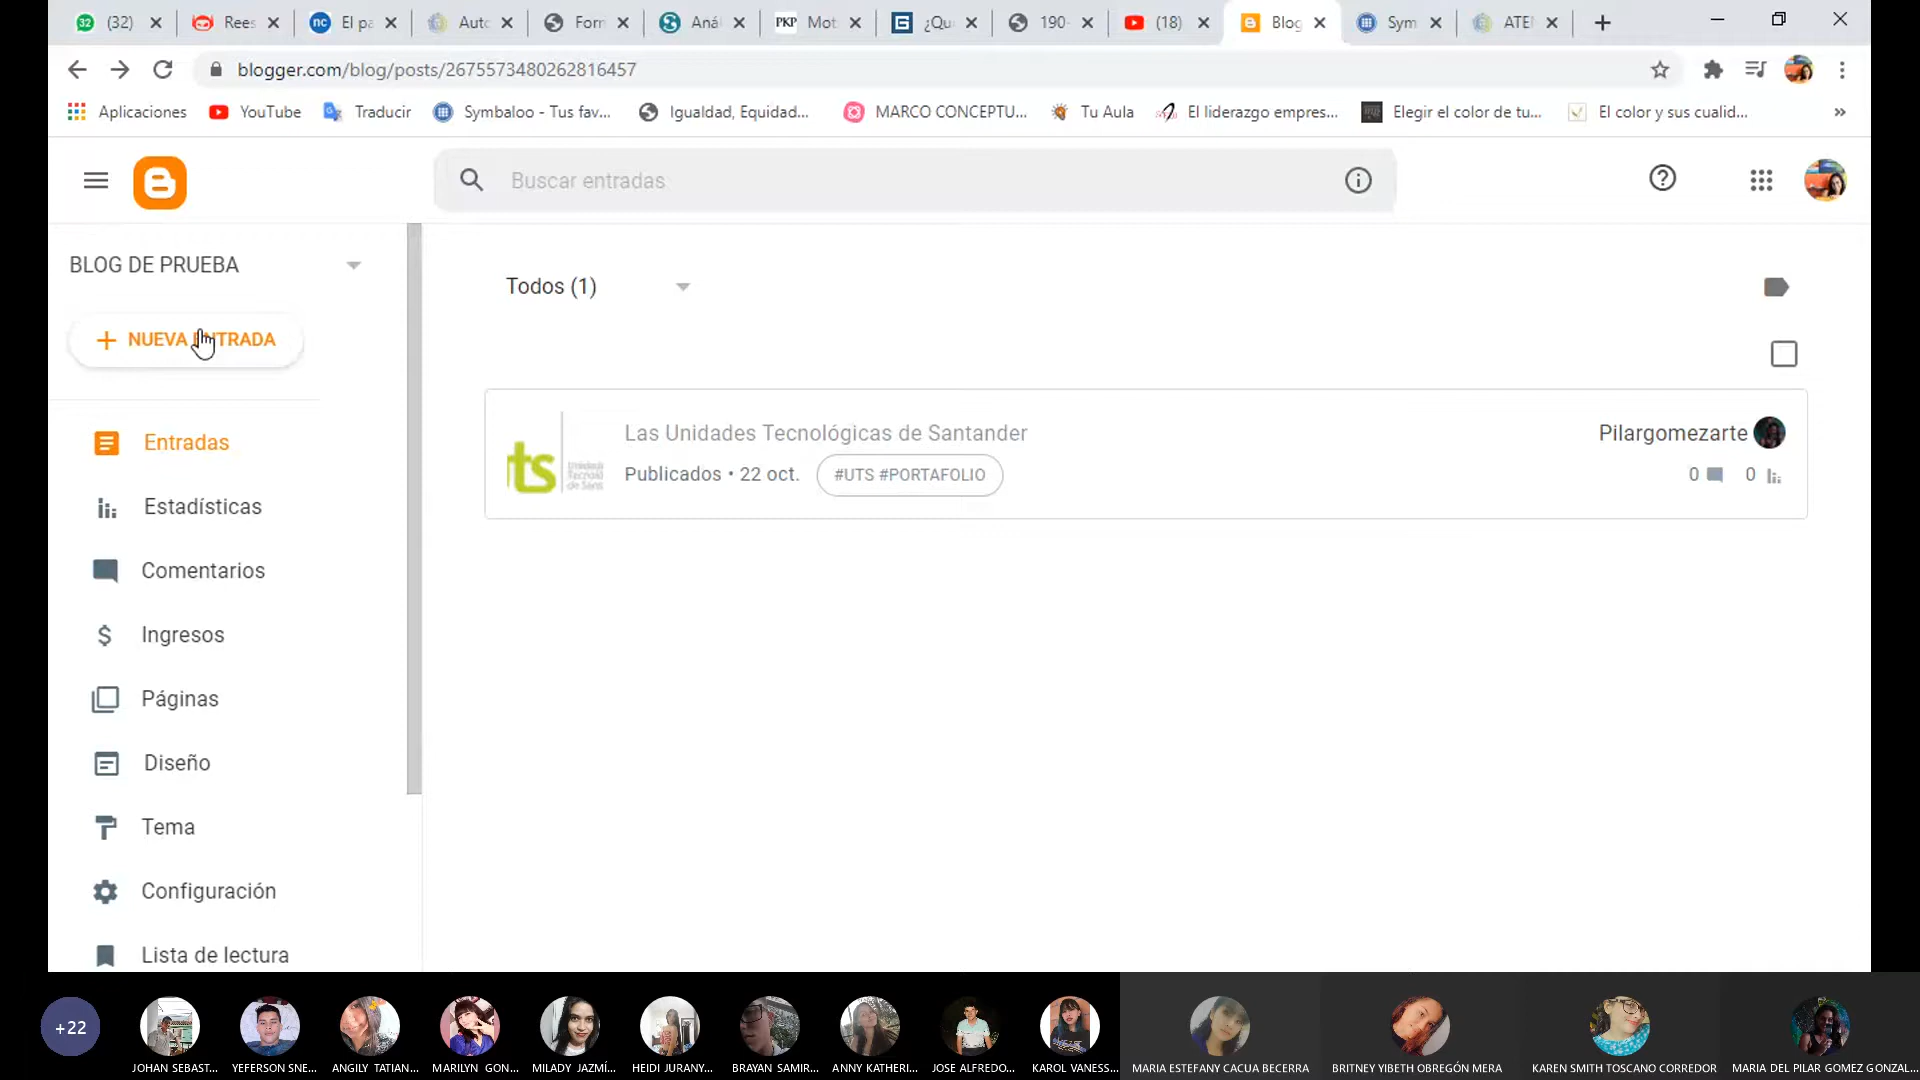 (32)
Rees
El pa
Auto
Form
Aná
PKP Mot
¿Qu
190-
(18)
Blog
Sym
ATE
blogger.com/blog/posts/2675573480262816457
Aplicaciones
YouTube
Traducir
Symbaloo - Tus fav...
Igualdad, Equidad...
MARCO CONCEPTU...
Tu Aula
El liderazgo empres...
Elegir el color de tu...
El color y sus cualid...
»
Buscar entradas
BLOG DE PRUEBA
NUEVA ENTRADA
Entradas
Estadísticas
Comentarios
Ingresos
Páginas
Diseño
Tema
Configuración
Lista de lectura
Todos (1)
Las Unidades Tecnológicas de Santander
Publicados • 22 oct.
#UTS #PORTAFOLIO
Pilargomezarte
0
0
+22
JOHAN SEBAST...
YEFERSON SNE...
ANGILY TATIAN...
MARILYN GON...
MILADY JAZMÍ...
HEIDI JURANY...
BRAYAN SAMIR...
ANNY KATHERI...
JOSE ALFREDO...
KAROL VANESS...
MARIA ESTEFANY CACUA BECERRA
BRITNEY YIBETH OBREGÓN MERA
KAREN SMITH TOSCANO CORREDOR
MARIA DEL PILAR GOMEZ GONZAL...